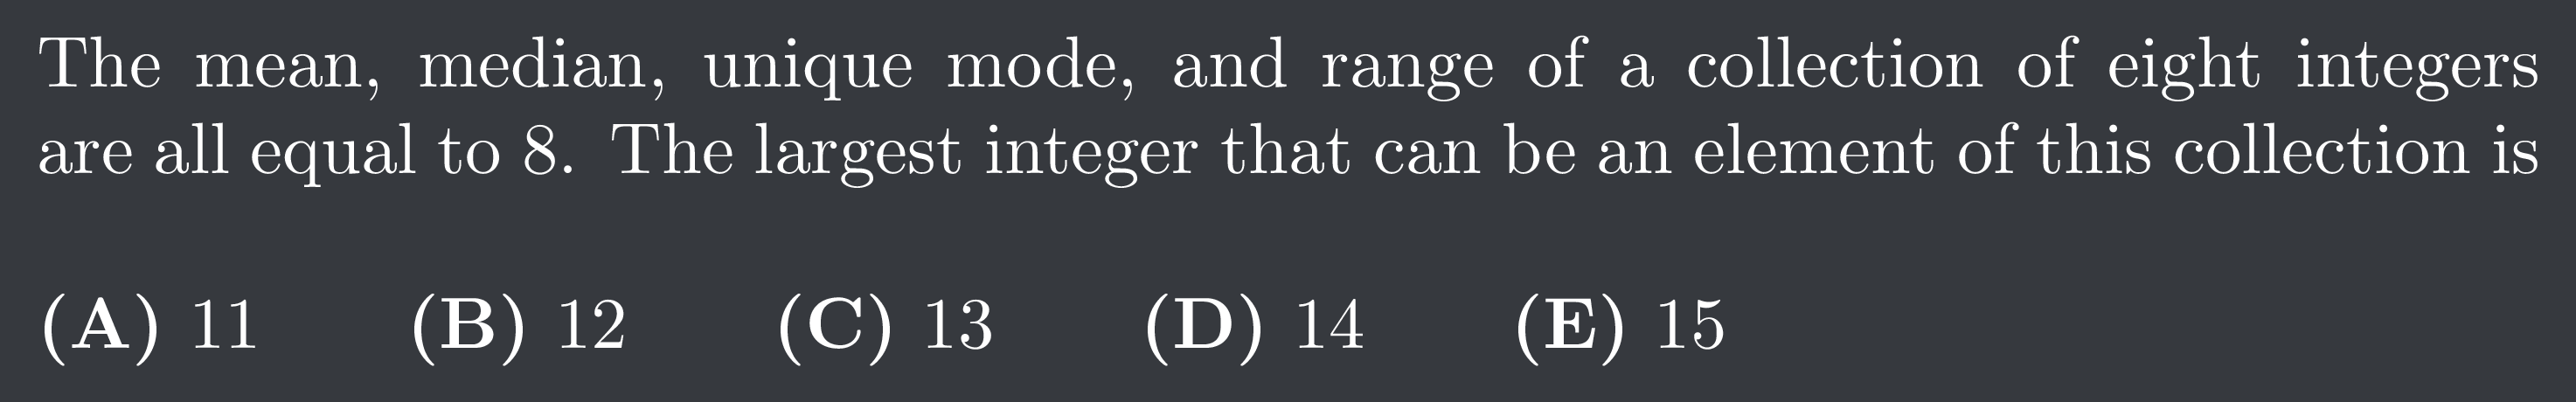 The mean, median, unique mode, and range of a collection of eight integers
are all equal to 8. The largest integer that can be an element of this collection is
(A) 11 (B) 12 (C) 13 (D) 14 (E) 15